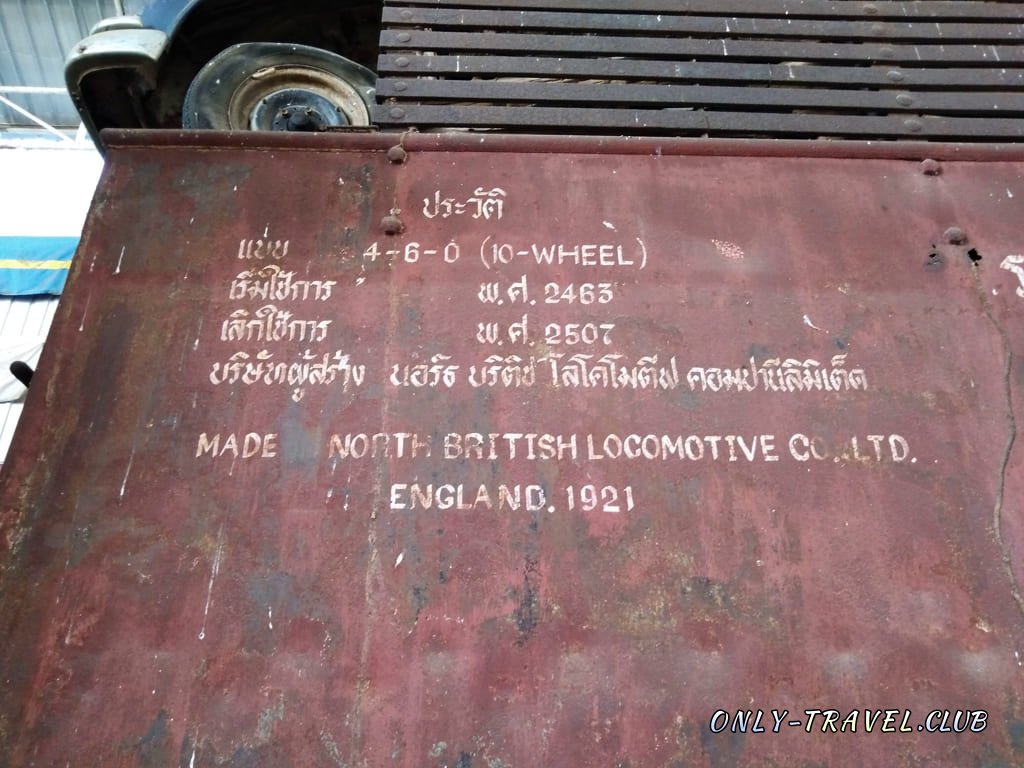 ประวัติ
แบบ 4-6-0 (10-WHEEL)
เริ่มใช้การ พ.ศ. 2463
เลิกใช้การ พ.ศ. 2507
บริษัทผู้สร้าง นอร์ธ บริติช โลโคโมตีฟ คอมปานีลิมิเต็ด
MADE NORTH BRITISH LOCOMOTIVE CO.,LTD.
ENGLAND. 1921
ONLY-TRAVEL.CLUB